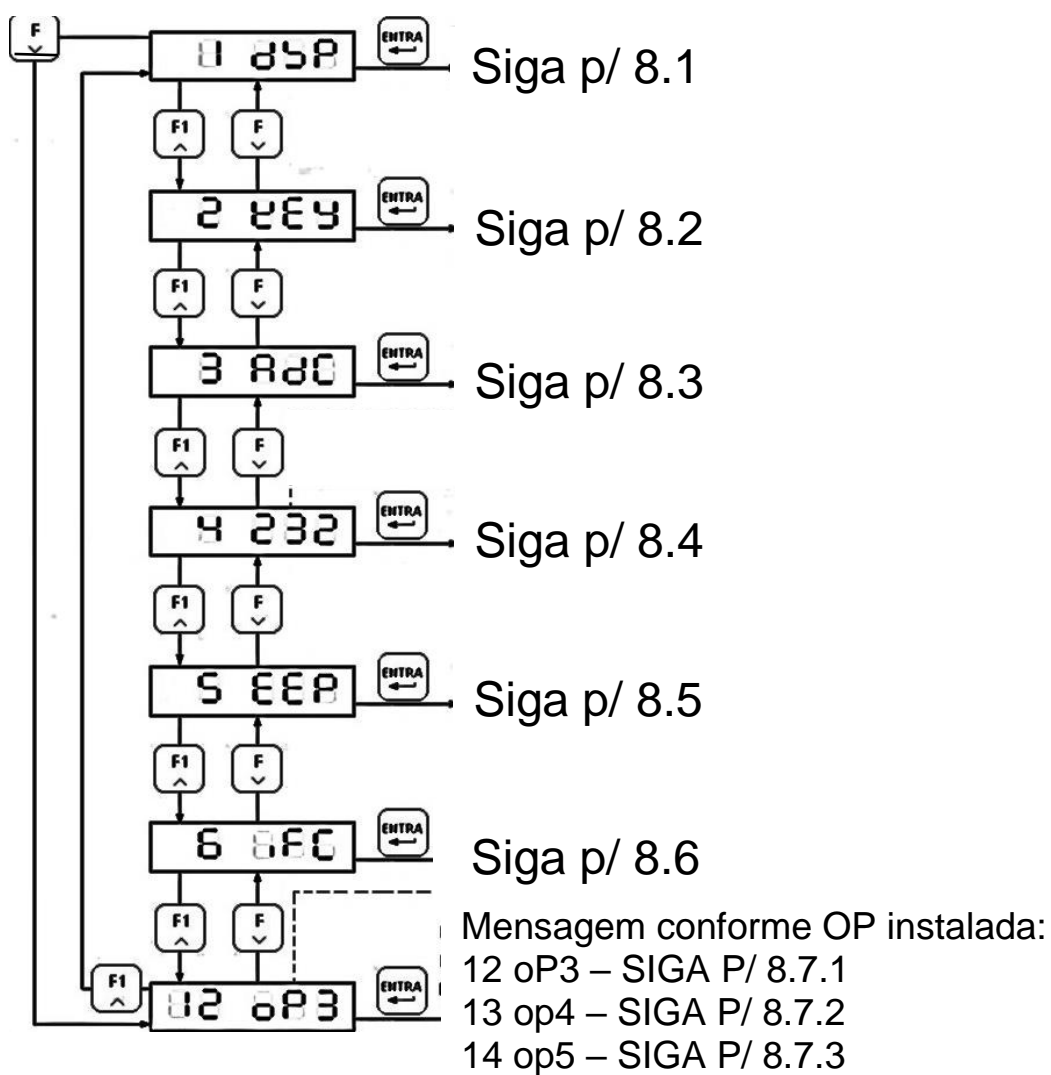 F
1 dSP
ENTRA
Siga p/ 8.1
F1
F
2 KEY
ENTRA
Siga p/ 8.2
F1
F
3 AdC
ENTRA
Siga p/ 8.3
F1
F
4 232
ENTRA
Siga p/ 8.4
F1
F
5 EEP
ENTRA
Siga p/ 8.5
F1
F
6 iFC
ENTRA
Siga p/ 8.6
F1
F
Mensagem conforme OP instalada:
F1
12 oP3
ENTRA
12 oP3 – SIGA P/ 8.7.1
13 op4 – SIGA P/ 8.7.2
14 op5 – SIGA P/ 8.7.3